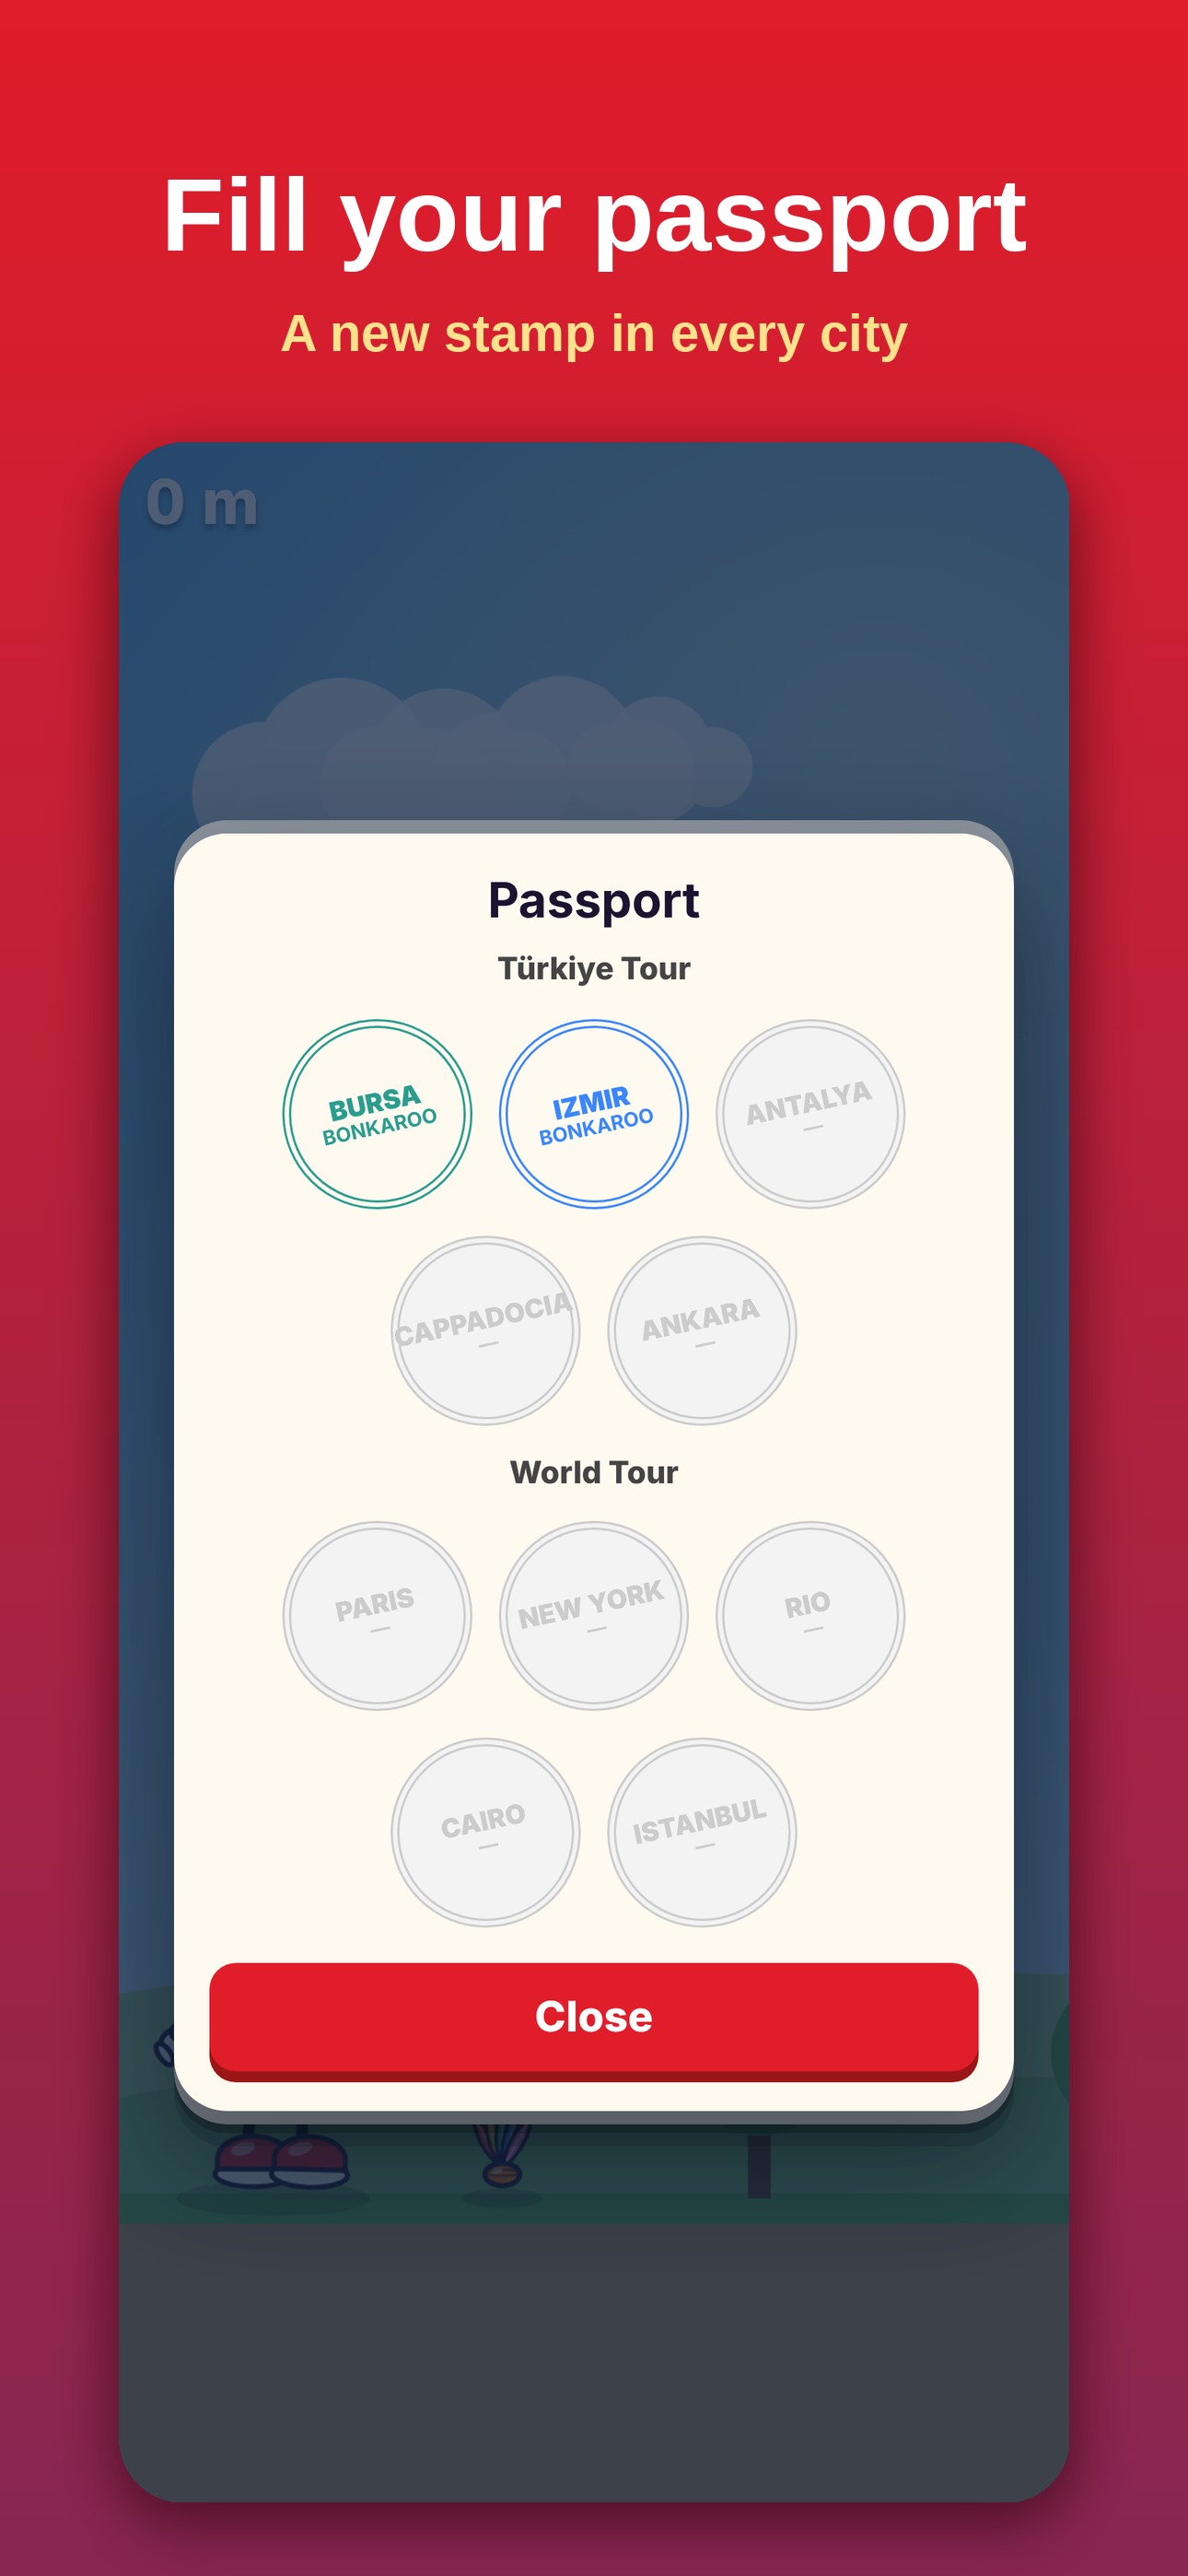 Fill your passport
A new stamp in every city
0 m
Passport
Türkiye Tour
BURSA
BONKAROO
IZMIR
BONKAROO
ANTALYA
—
CAPPADOCIA
—
ANKARA
—
World Tour
PARIS
—
NEW YORK
—
RIO
—
CAIRO
—
ISTANBUL
—
Close